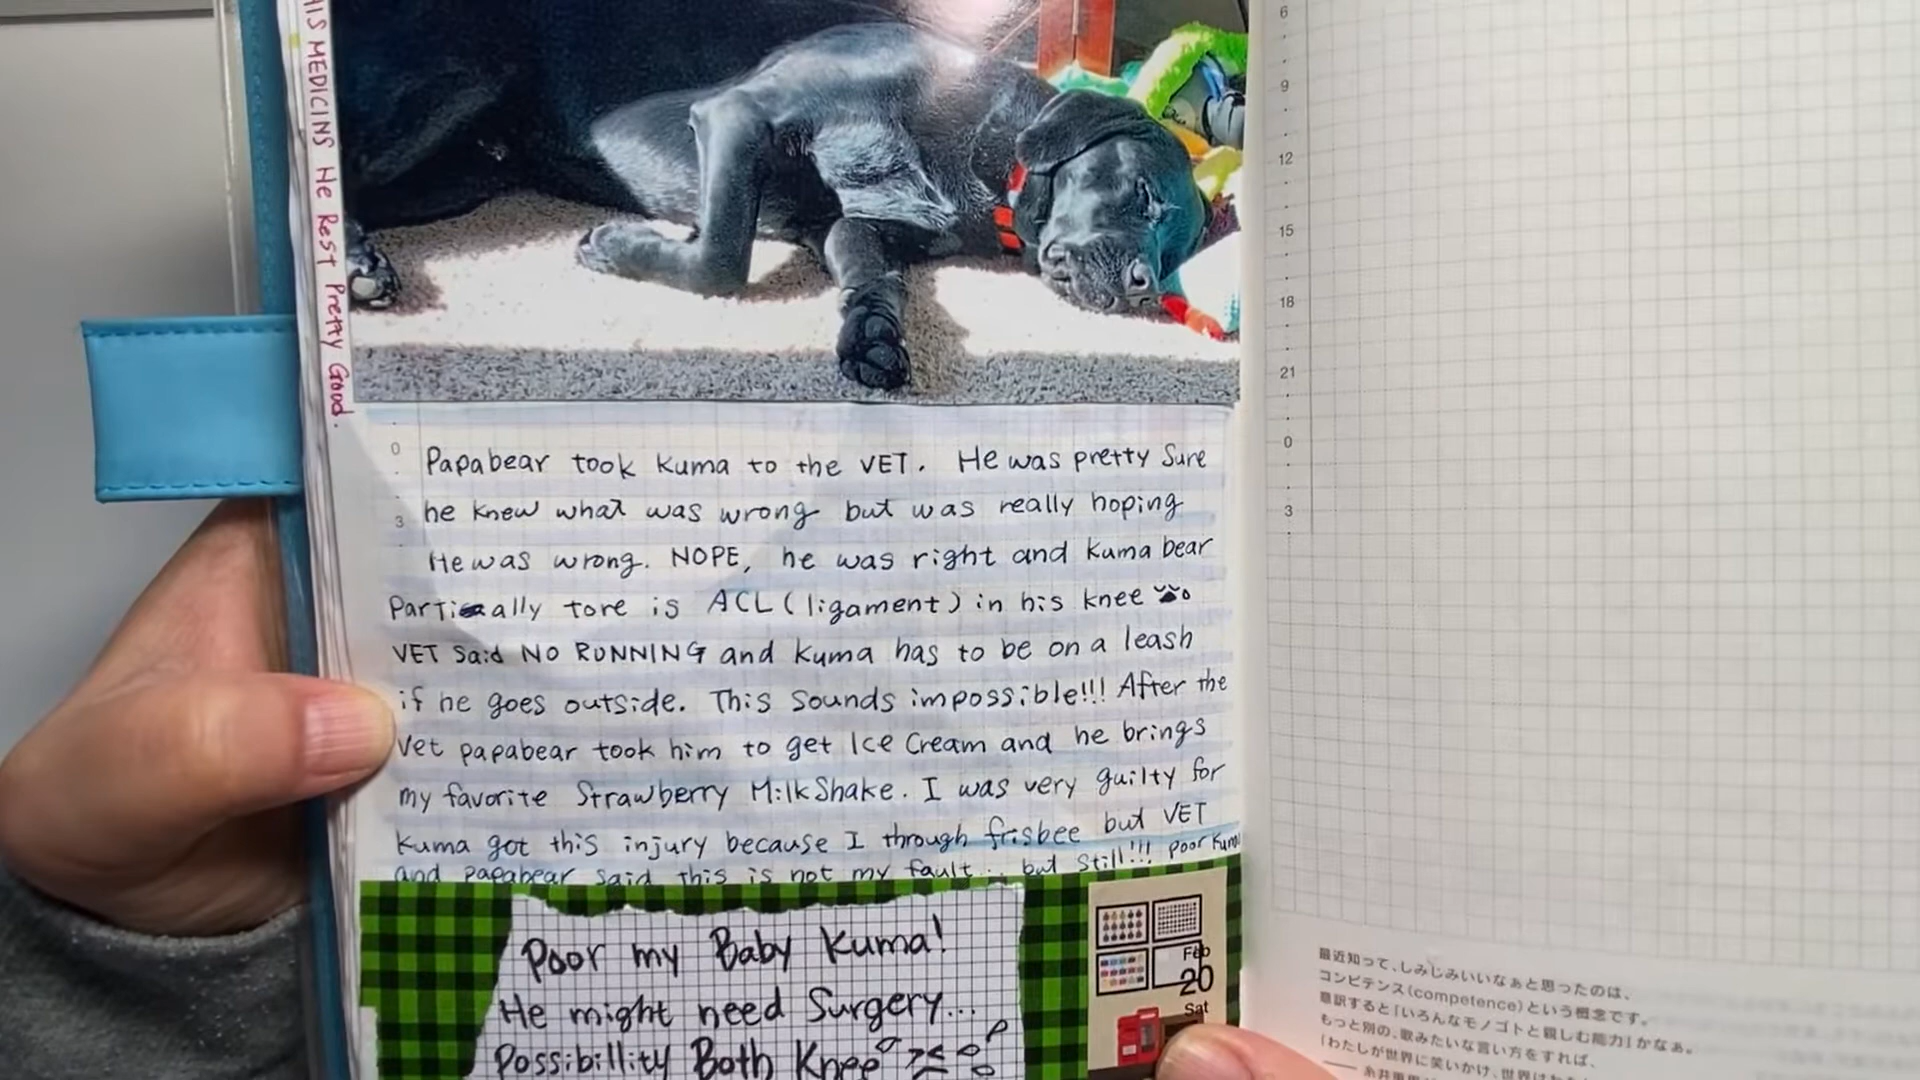 HIS MEDICINS He Rest Pretty Good.
0 Papabear took Kuma to the VET. He was pretty Sure
3 he knew what was wrong but was really hoping
He was wrong. NOPE, he was right and Kuma bear
Partically tore is ACL (ligament) in his knee
VET Said NO RUNNING and Kuma has to be on a leash
if he goes outside. This Sounds impossible!!! After the
Vet papabear took him to get Ice Cream and he brings
my favorite Strawberry MilkShake. I was very guilty for
Kuma got this injury because I through frisbee but VET
and papabear said this is not my fault... but Still!!! poor Kuma
Poor my Baby Kuma!
He might need Surgery...
Possibillity Both Knee
Feb
20
Sat
6
9
12
15
18
21
0
3
最近知って、しみじみいいなぁと思ったのは、
コンピテンス(competence)という概念です。
意訳すると「いろんなモノゴトと親しむ能力」かなぁ。
もっと別の、歌みたいな言い方をすれば、
「わたしが世界に笑いかけ、世界は